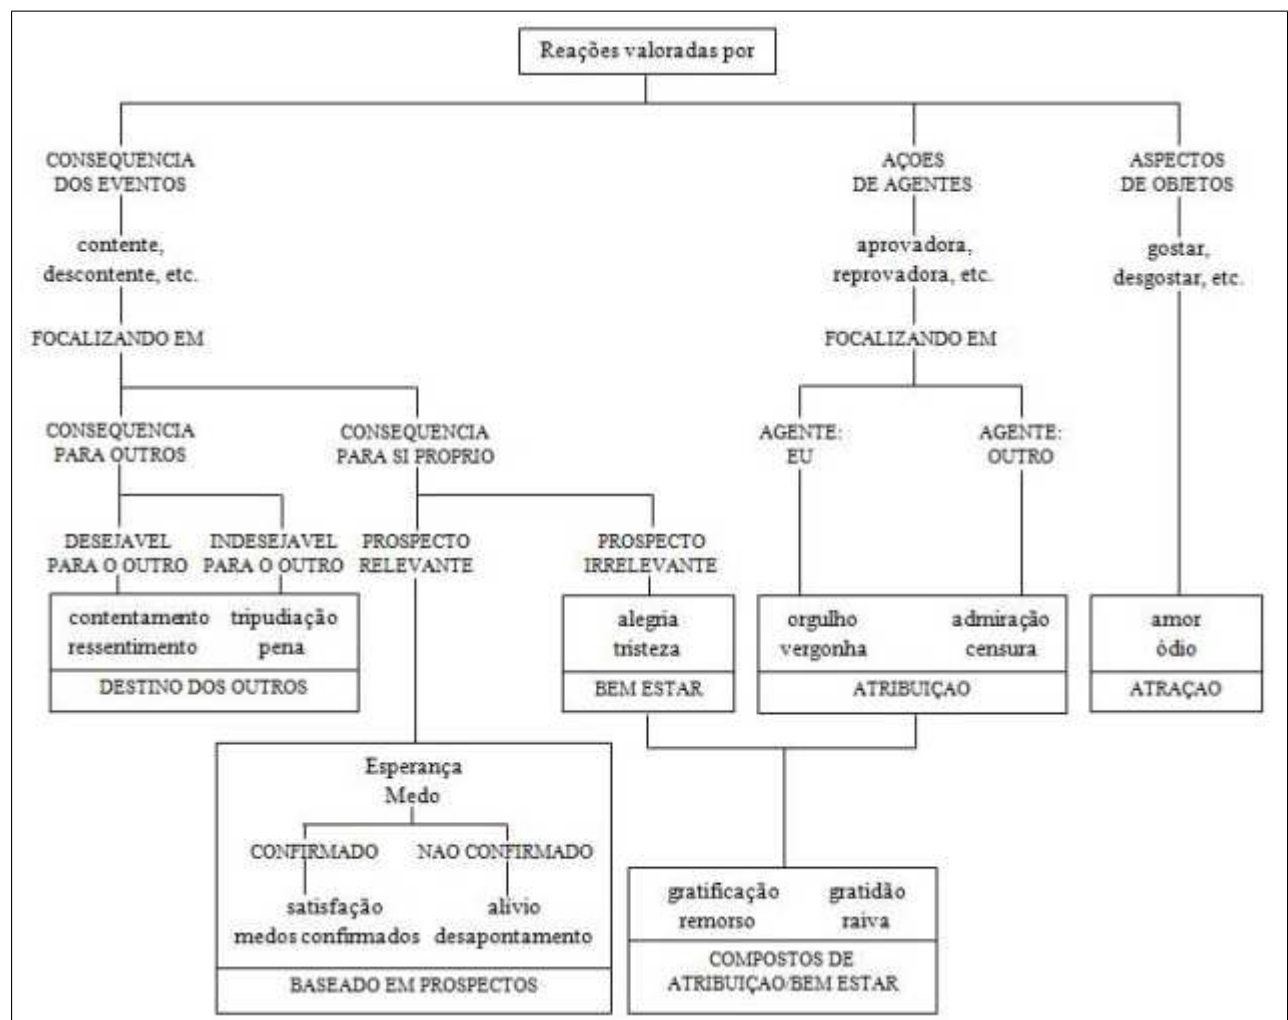 Reações valoradas por
CONSEQUENCIA
DOS EVENTOS
AÇOES
DE AGENTES
ASPECTOS
DE OBJETOS
contente,
descontente, etc.
aprovadora,
reprovadora, etc.
gostar,
desgostar, etc.
FOCALIZANDO EM
FOCALIZANDO EM
CONSEQUENCIA
PARA OUTROS
CONSEQUENCIA
PARA SI PROPRIO
AGENTE:
EU
AGENTE:
OUTRO
DESEJAVEL
PARA O OUTRO
INDESEJAVEL
PARA O OUTRO
PROSPECTO
RELEVANTE
PROSPECTO
IRRELEVANTE
contentamento
ressentimento
tripudiação
pena
DESTINO DOS OUTROS
alegria
tristeza
BEM ESTAR
orgulho
vergonha
admiração
censura
ATRIBUIÇAO
amor
ódio
ATRAÇAO
Esperança
Medo
CONFIRMADO
NAO CONFIRMADO
satisfação
medos confirmados
alívio
desapontamento
BASEADO EM PROSPECTOS
gratificação
remorso
gratidão
raiva
COMPOSTOS DE
ATRIBUIÇAO/BEM ESTAR